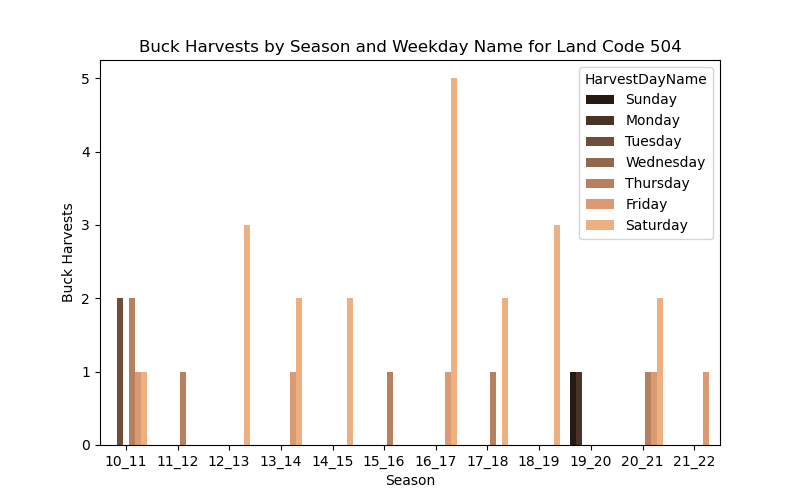 Buck Harvests by Season and Weekday Name for Land Code 504
HarvestDayName
Sunday
Monday
Tuesday
Wednesday
Thursday
Friday
Saturday
Buck Harvests
5
4
3
2
1
0
10_11 11_12 12_13 13_14 14_15 15_16 16_17 17_18 18_19 19_20 20_21 21_22
Season